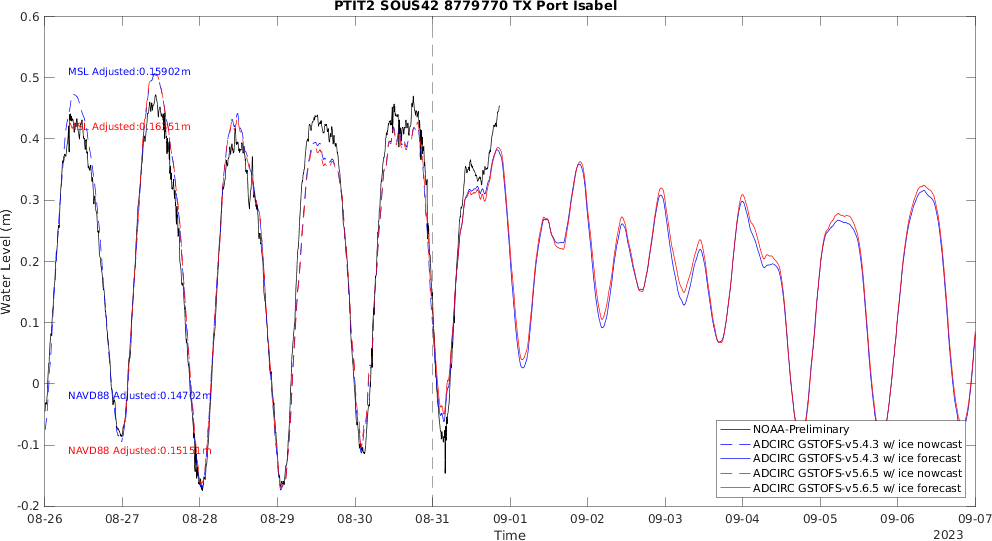 PTIT2 SOUS42 8779770 TX Port Isabel
0.6
0.5
0.4
0.3
0.2
0.1
0
-0.1
-0.2
Water Level (m)
MSL Adjusted:0.15902m
MSL Adjusted:0.16351m
NAVD88 Adjusted:0.14702m
NAVD88 Adjusted:0.15151m
NOAA-Preliminary
ADCIRC GSTOFS-v5.4.3 w/ ice nowcast
ADCIRC GSTOFS-v5.4.3 w/ ice forecast
ADCIRC GSTOFS-v5.6.5 w/ ice nowcast
ADCIRC GSTOFS-v5.6.5 w/ ice forecast
08-26 08-27 08-28 08-29 08-30 08-31 09-01 09-02 09-03 09-04 09-05 09-06 09-07
Time
2023